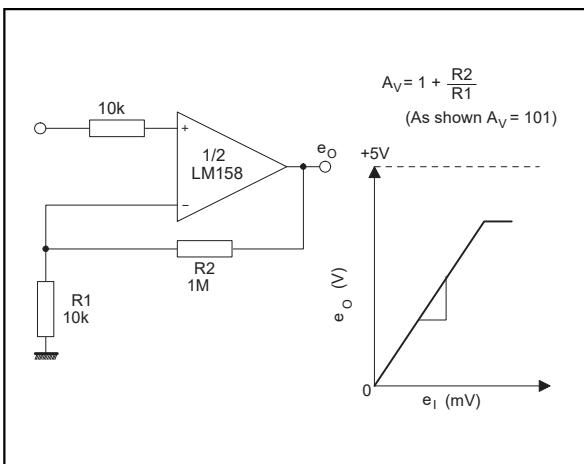 10k
+
1/2
LM158
−
e_O
R2
1M
R1
10k
A_V = 1 + R2/R1
(As shown A_V = 101)
+5V
e_O (V)
0
e_I (mV)